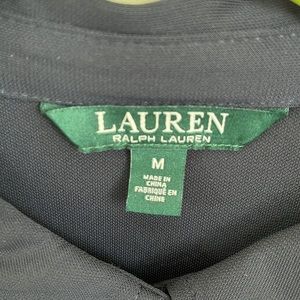 LAUREN
RALPH LAUREN
M
MADE IN
CHINA
FABRIQUÉ EN
CHINE